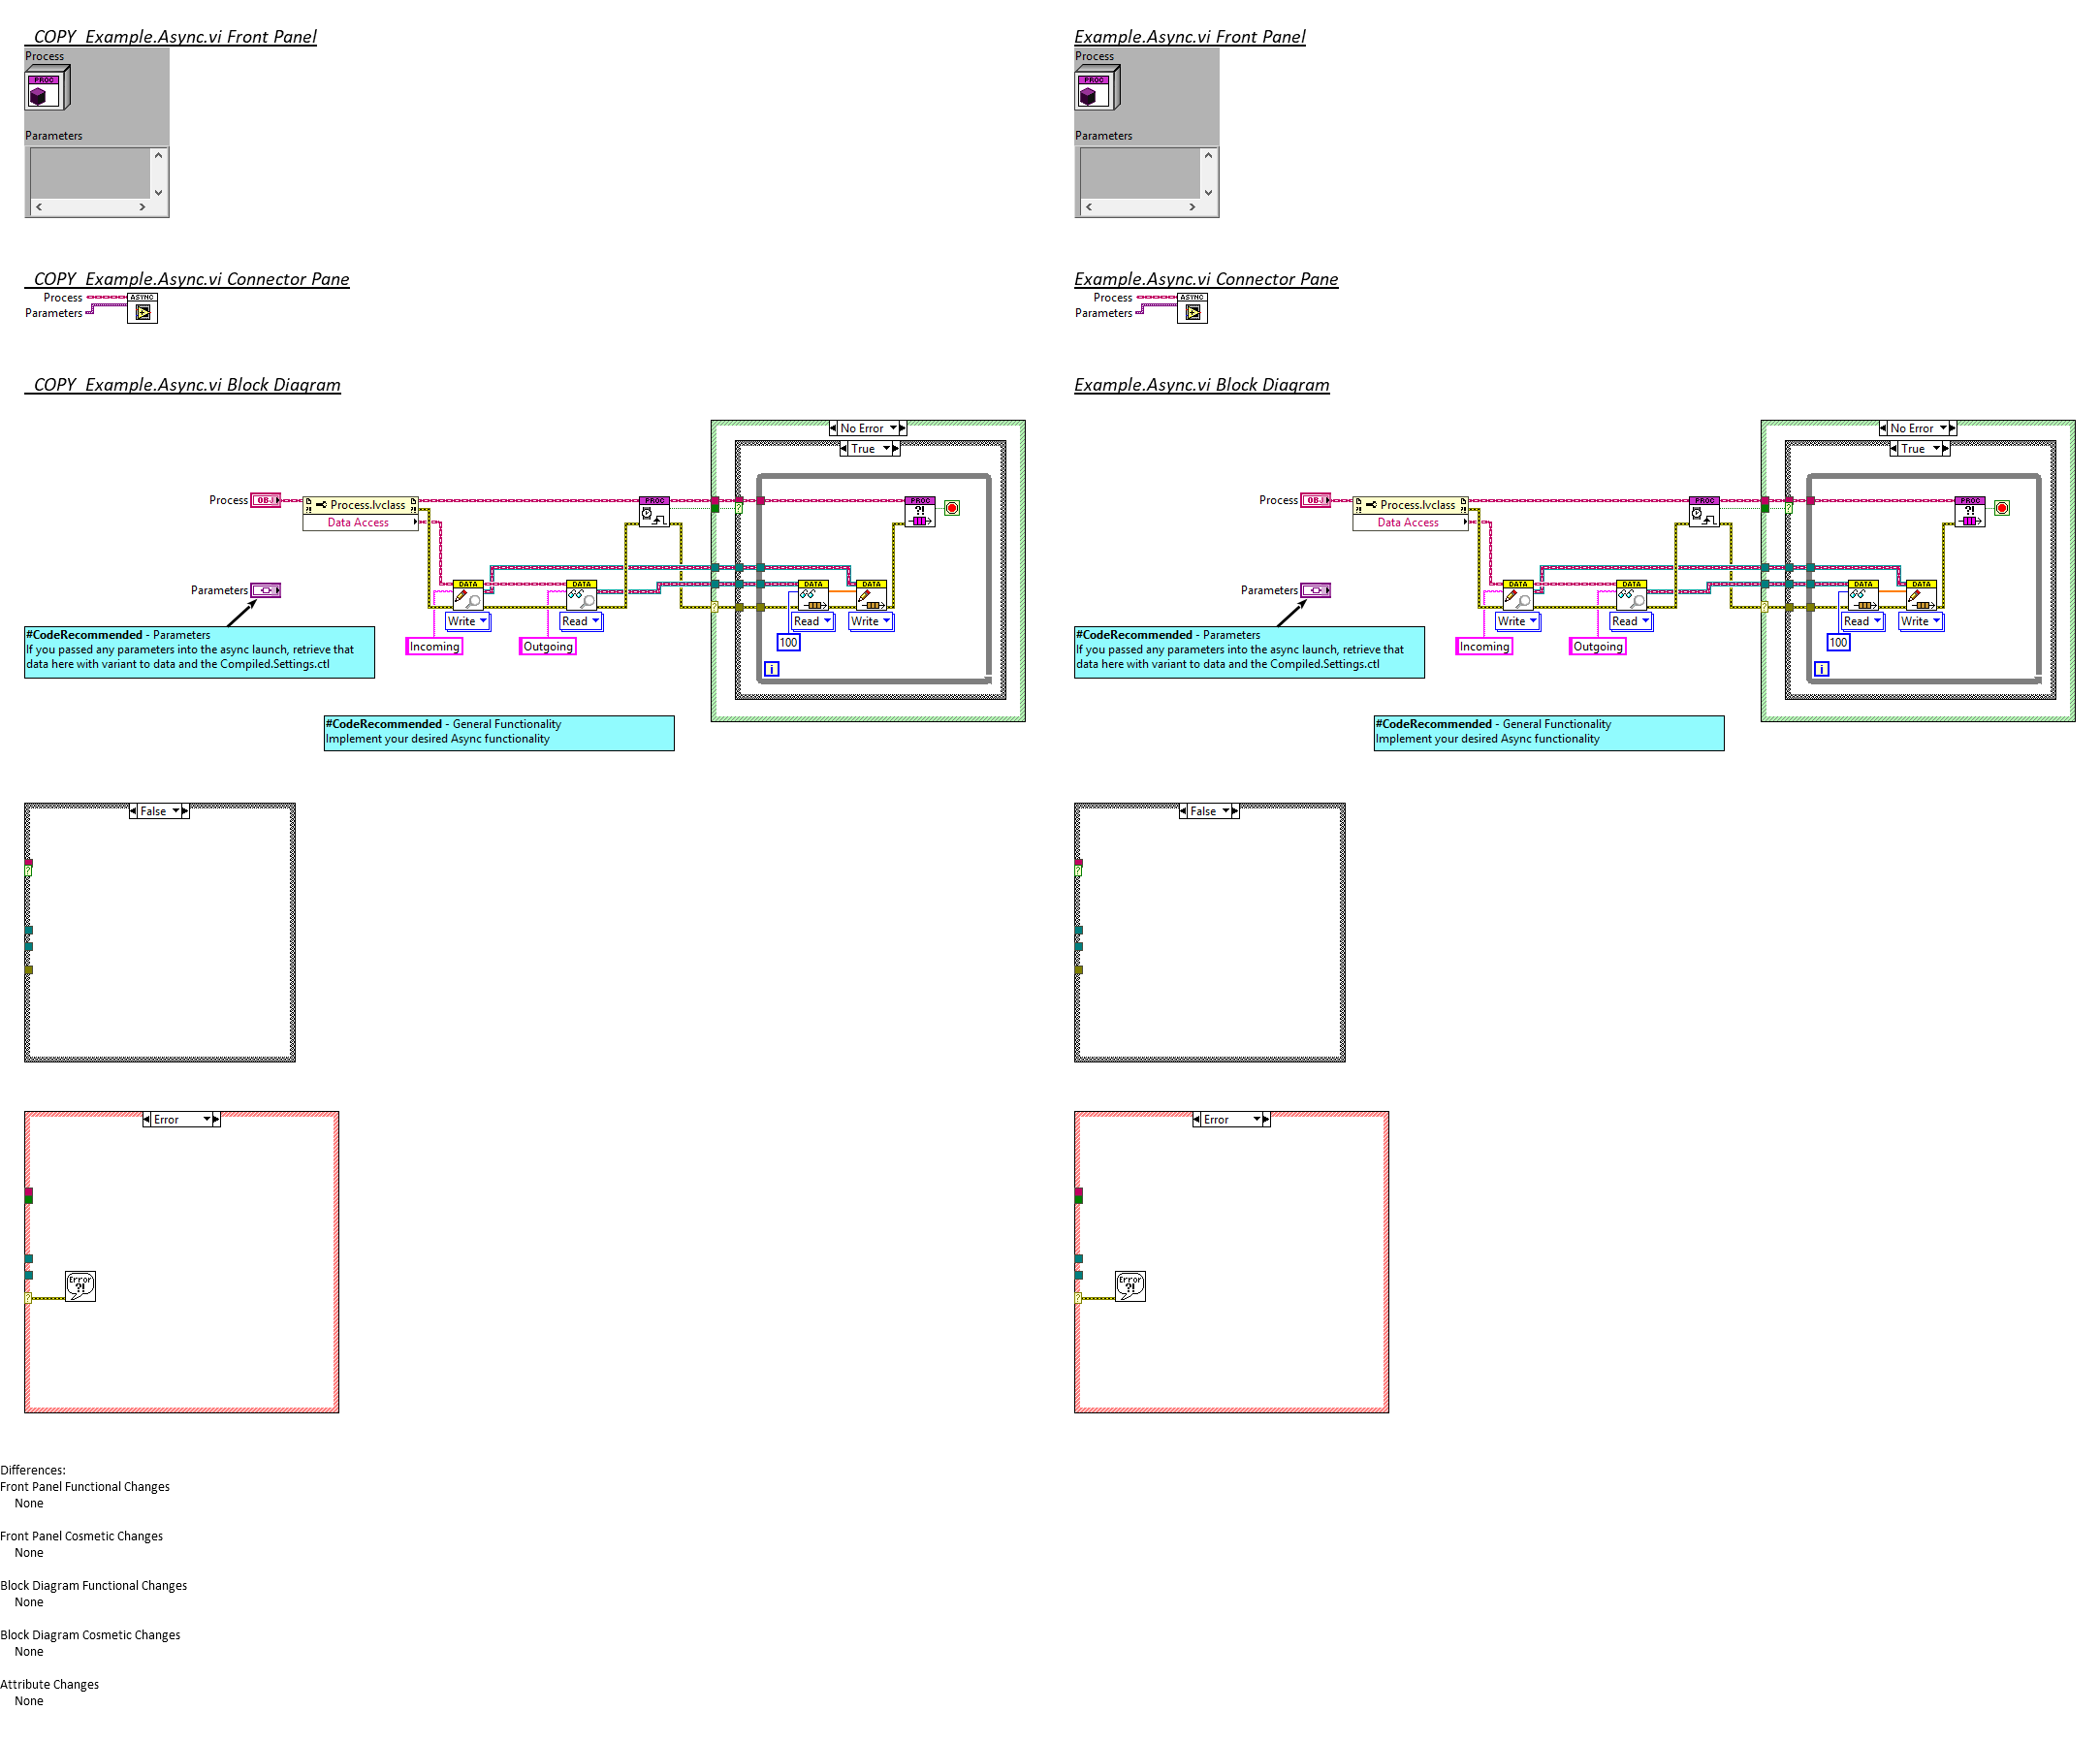 _COPY_Example.Async.vi Front Panel
Process
PROC
Parameters
_COPY_Example.Async.vi Connector Pane
Process
Parameters
ASYNC
_COPY_Example.Async.vi Block Diagram
No Error
True
Process
OBJ
Process.lvclass
Data Access
PROC
PROC
?!
Parameters
DATA
DATA
DATA
DATA
Write
Read
Read
Write
Incoming
Outgoing
100
i
#CodeRecommended - Parameters
If you passed any parameters into the async launch, retrieve that
data here with variant to data and the Compiled.Settings.ctl
#CodeRecommended - General Functionality
Implement your desired Async functionality
False
?
Error
Error
?!
?
Example.Async.vi Front Panel
Process
PROC
Parameters
Example.Async.vi Connector Pane
Process
Parameters
ASYNC
Example.Async.vi Block Diagram
No Error
True
Process
OBJ
Process.lvclass
Data Access
PROC
PROC
?!
Parameters
DATA
DATA
DATA
DATA
Write
Read
Read
Write
Incoming
Outgoing
100
i
#CodeRecommended - Parameters
If you passed any parameters into the async launch, retrieve that
data here with variant to data and the Compiled.Settings.ctl
#CodeRecommended - General Functionality
Implement your desired Async functionality
False
?
Error
Error
?!
?
Differences:
Front Panel Functional Changes
None
Front Panel Cosmetic Changes
None
Block Diagram Functional Changes
None
Block Diagram Cosmetic Changes
None
Attribute Changes
None